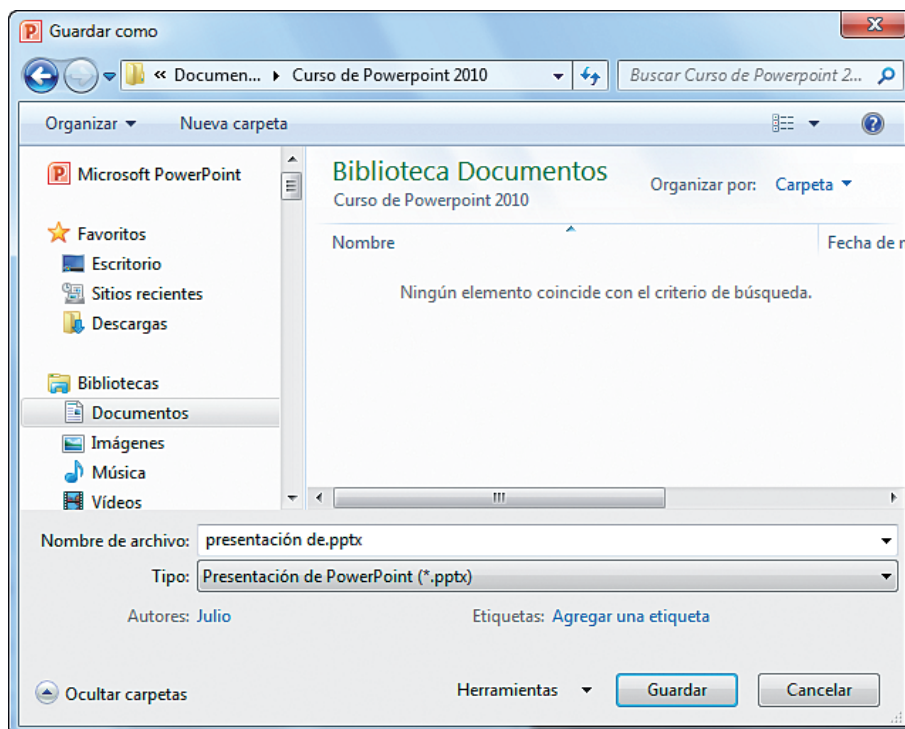 Guardar como
« Documen... ▸ Curso de Powerpoint 2010
Buscar Curso de Powerpoint 2...
Organizar
Nueva carpeta
Microsoft PowerPoint
Favoritos
Escritorio
Sitios recientes
Descargas
Bibliotecas
Documentos
Imágenes
Música
Vídeos
Biblioteca Documentos
Curso de Powerpoint 2010
Organizar por: Carpeta
Nombre
Fecha de r
Ningún elemento coincide con el criterio de búsqueda.
Nombre de archivo: presentación de.pptx
Tipo: Presentación de PowerPoint (*.pptx)
Autores: Julio
Etiquetas: Agregar una etiqueta
Ocultar carpetas
Herramientas
Guardar
Cancelar